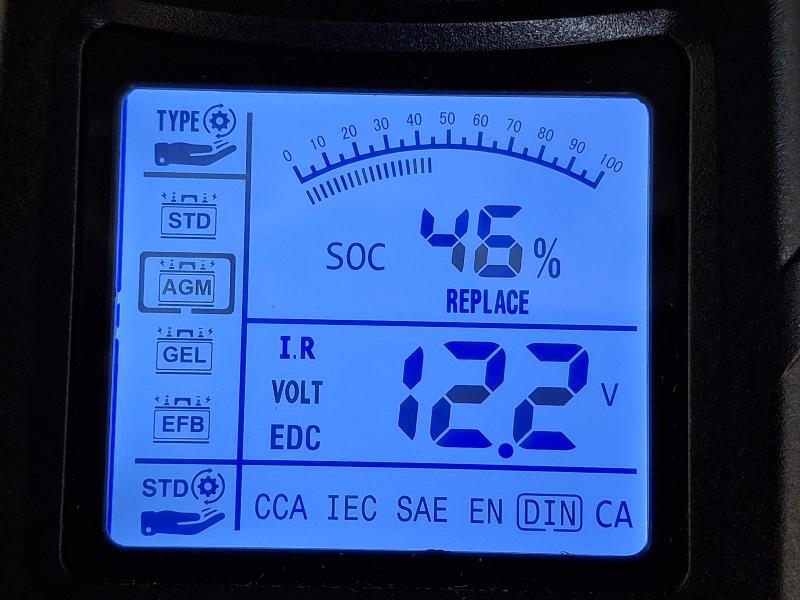 TYPE
0 10 20 30 40 50 60 70 80 90 100
STD
SOC 46%
AGM
REPLACE
GEL
I.R
VOLT 12.2 V
EFB
EDC
STD
CCA IEC SAE EN DIN CA